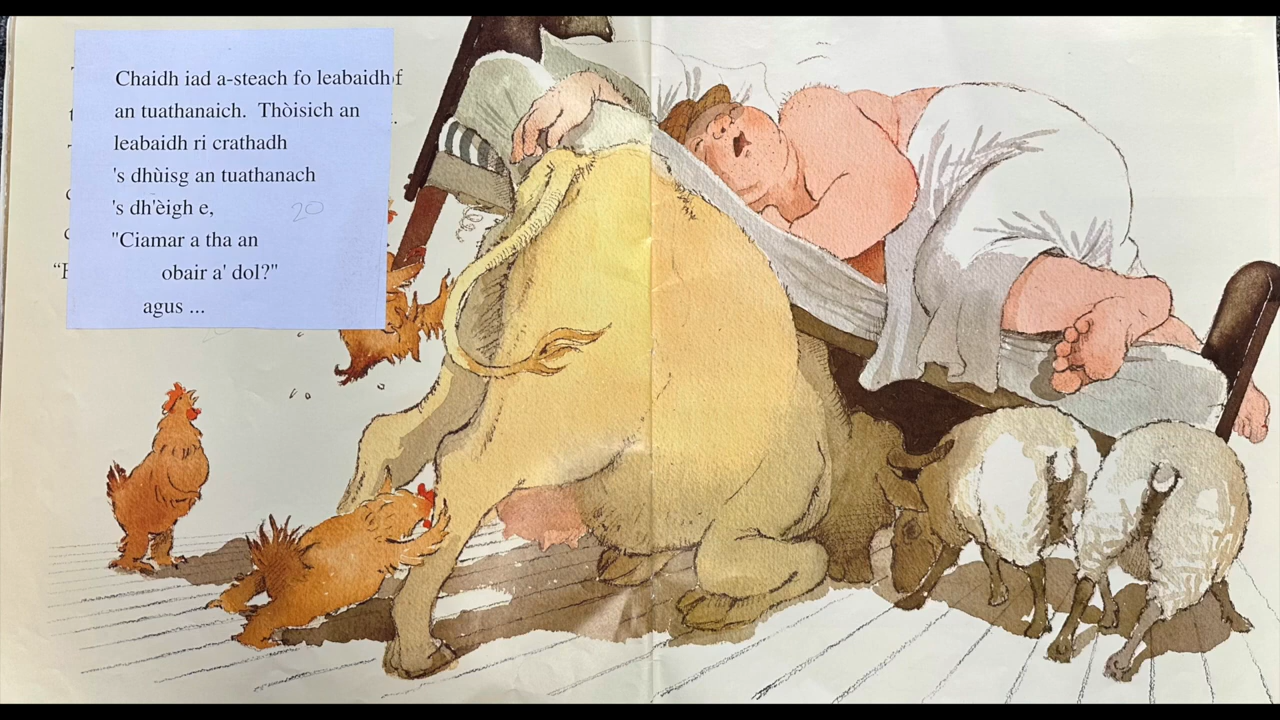 Chaidh iad a-steach fo leabaidh
an tuathanaich. Thòisich an
leabaidh ri crathadh
's dhùisg an tuathanach
's dh'èigh e,
20
"Ciamar a tha an
obair a' dol?"
agus ...